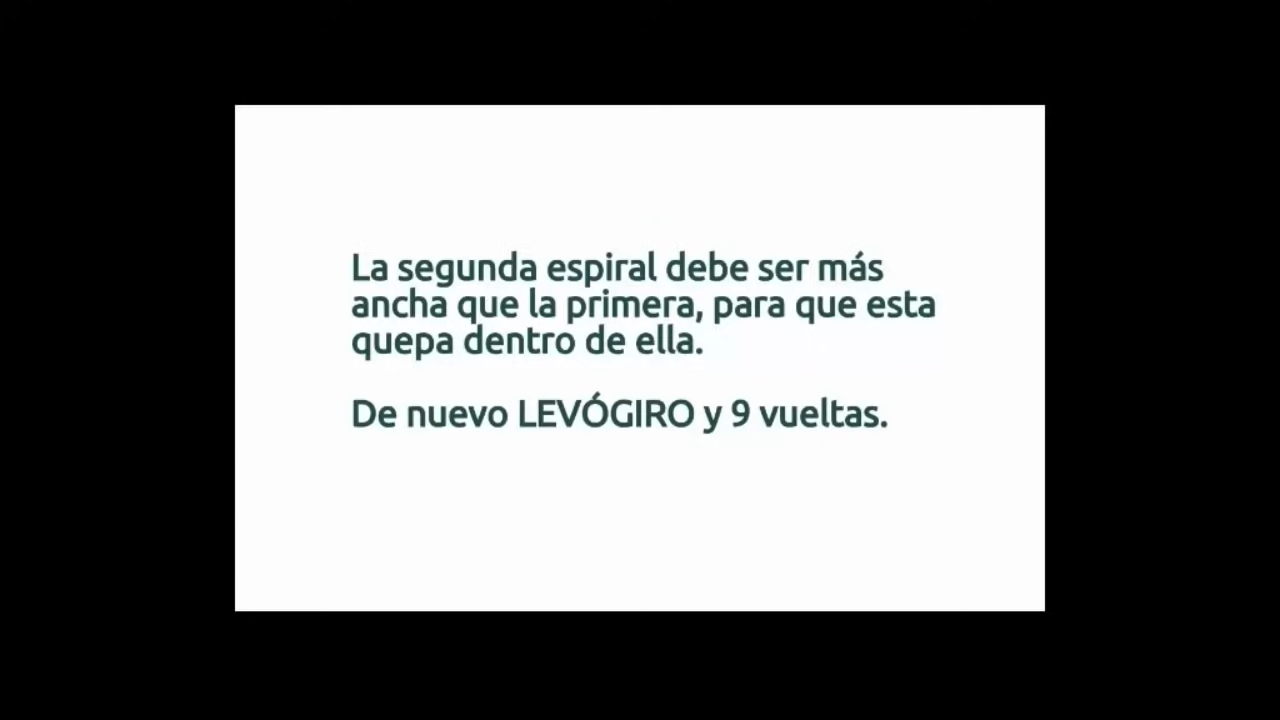 La segunda espiral debe ser más
ancha que la primera, para que esta
quepa dentro de ella.
De nuevo LEVÓGIRO y 9 vueltas.